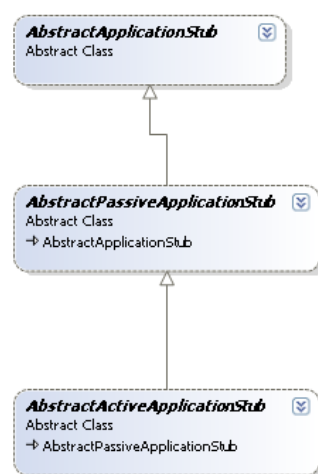 AbstractApplicationStub
Abstract Class
AbstractPassiveApplicationStub
Abstract Class
→ AbstractApplicationStub
AbstractActiveApplicationStub
Abstract Class
→ AbstractPassiveApplicationStub